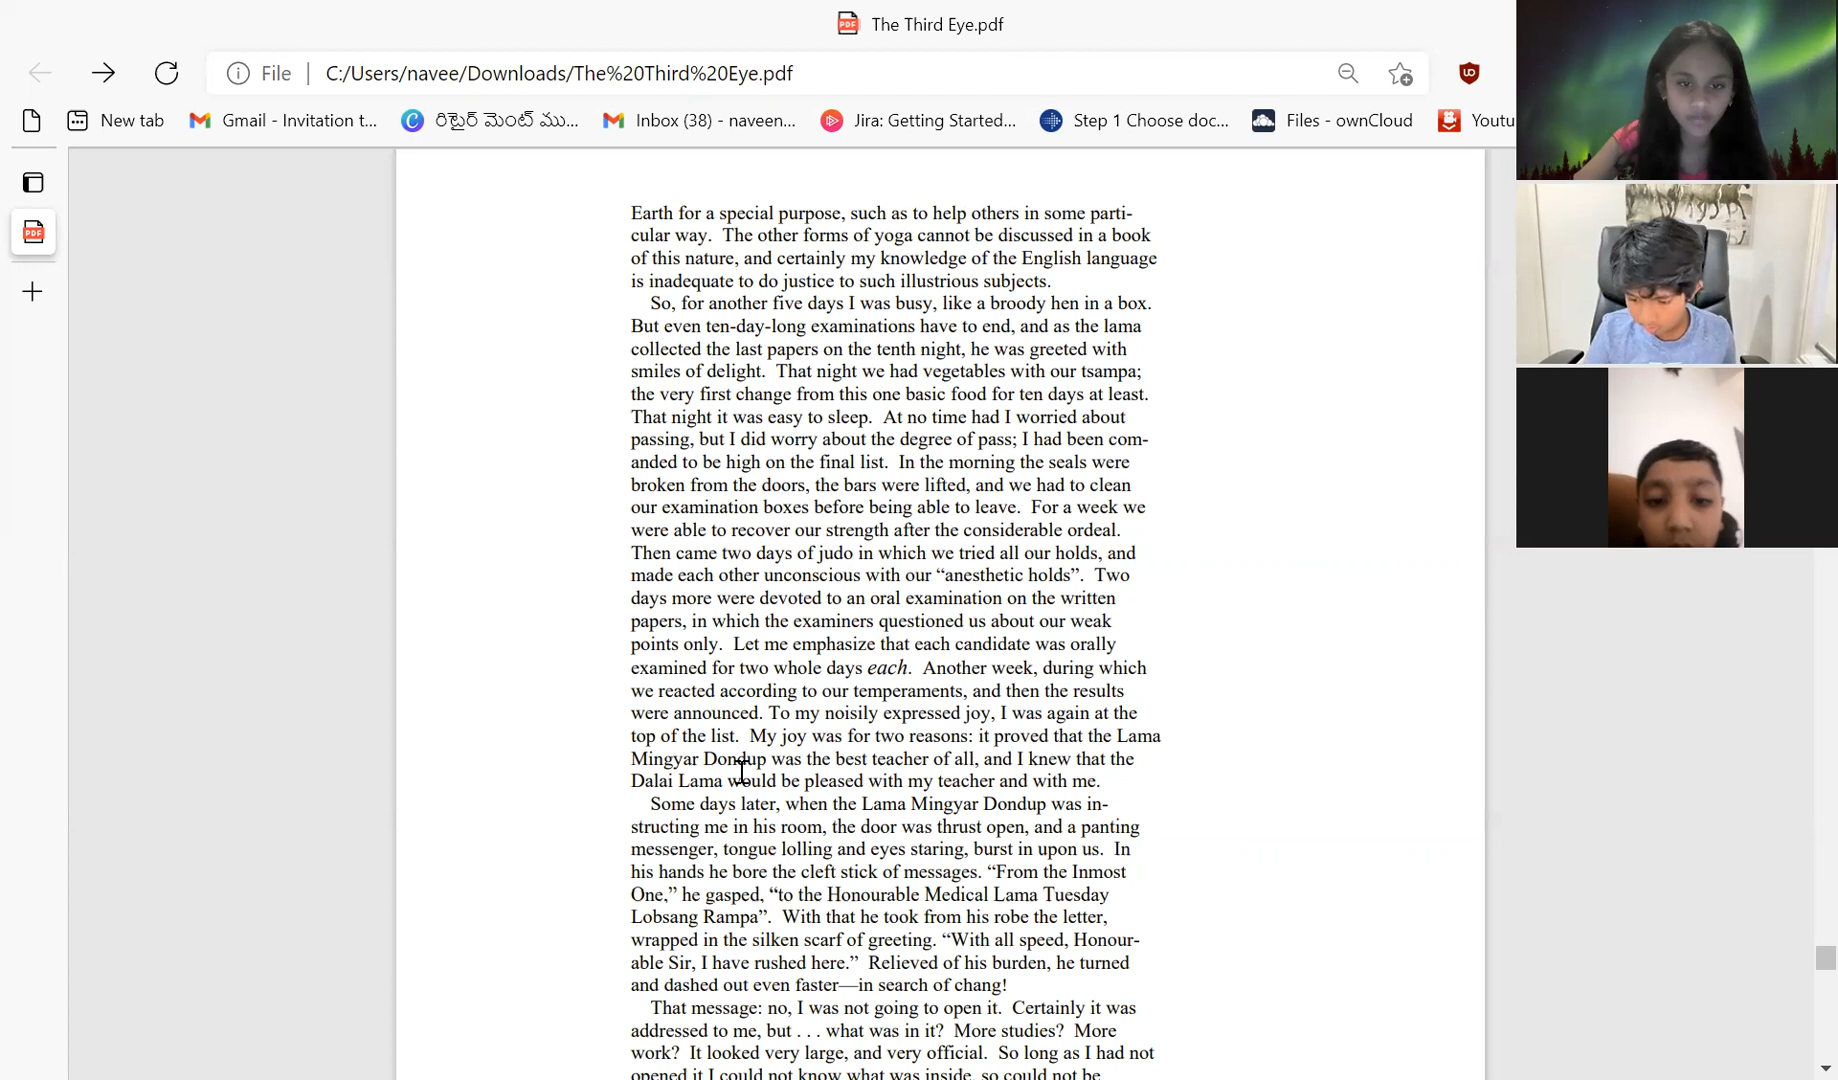 The Third Eye.pdf
File | C:/Users/navee/Downloads/The%20Third%20Eye.pdf
New tab Gmail - Invitation t... రిటైర్ మెంట్ ము... Inbox (38) - naveen... Jira: Getting Started... Step 1 Choose doc... Files - ownCloud Youtu
PDF
Earth for a special purpose, such as to help others in some parti-
cular way. The other forms of yoga cannot be discussed in a book
of this nature, and certainly my knowledge of the English language
is inadequate to do justice to such illustrious subjects.
So, for another five days I was busy, like a broody hen in a box.
But even ten-day-long examinations have to end, and as the lama
collected the last papers on the tenth night, he was greeted with
smiles of delight. That night we had vegetables with our tsampa;
the very first change from this one basic food for ten days at least.
That night it was easy to sleep. At no time had I worried about
passing, but I did worry about the degree of pass; I had been com-
anded to be high on the final list. In the morning the seals were
broken from the doors, the bars were lifted, and we had to clean
our examination boxes before being able to leave. For a week we
were able to recover our strength after the considerable ordeal.
Then came two days of judo in which we tried all our holds, and
made each other unconscious with our “anesthetic holds”. Two
days more were devoted to an oral examination on the written
papers, in which the examiners questioned us about our weak
points only. Let me emphasize that each candidate was orally
examined for two whole days each. Another week, during which
we reacted according to our temperaments, and then the results
were announced. To my noisily expressed joy, I was again at the
top of the list. My joy was for two reasons: it proved that the Lama
Mingyar Dondup was the best teacher of all, and I knew that the
Dalai Lama would be pleased with my teacher and with me.
Some days later, when the Lama Mingyar Dondup was in-
structing me in his room, the door was thrust open, and a panting
messenger, tongue lolling and eyes staring, burst in upon us. In
his hands he bore the cleft stick of messages. “From the Inmost
One,” he gasped, “to the Honourable Medical Lama Tuesday
Lobsang Rampa”. With that he took from his robe the letter,
wrapped in the silken scarf of greeting. “With all speed, Honour-
able Sir, I have rushed here.” Relieved of his burden, he turned
and dashed out even faster—in search of chang!
That message: no, I was not going to open it. Certainly it was
addressed to me, but . . . what was in it? More studies? More
work? It looked very large, and very official. So long as I had not
opened it I could not know what was inside, so could not be